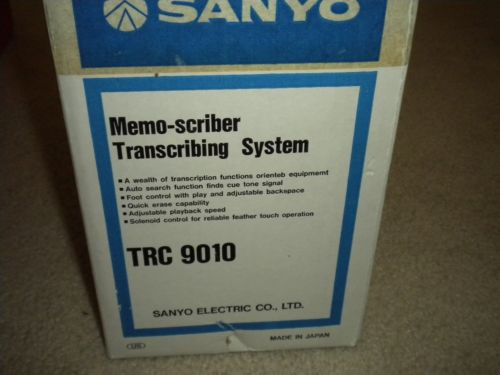 SANYO
Memo-scriber
Transcribing System
■ A wealth of transcription functions orienteb equipment
■ Auto search function finds cue tone signal
■ Foot control with play and adjustable backspace
■ Quick erase capability
■ Adjustable playback speed
■ Solenoid control for reliable feather touch operation
TRC 9010
SANYO ELECTRIC CO., LTD.
MADE IN JAPAN